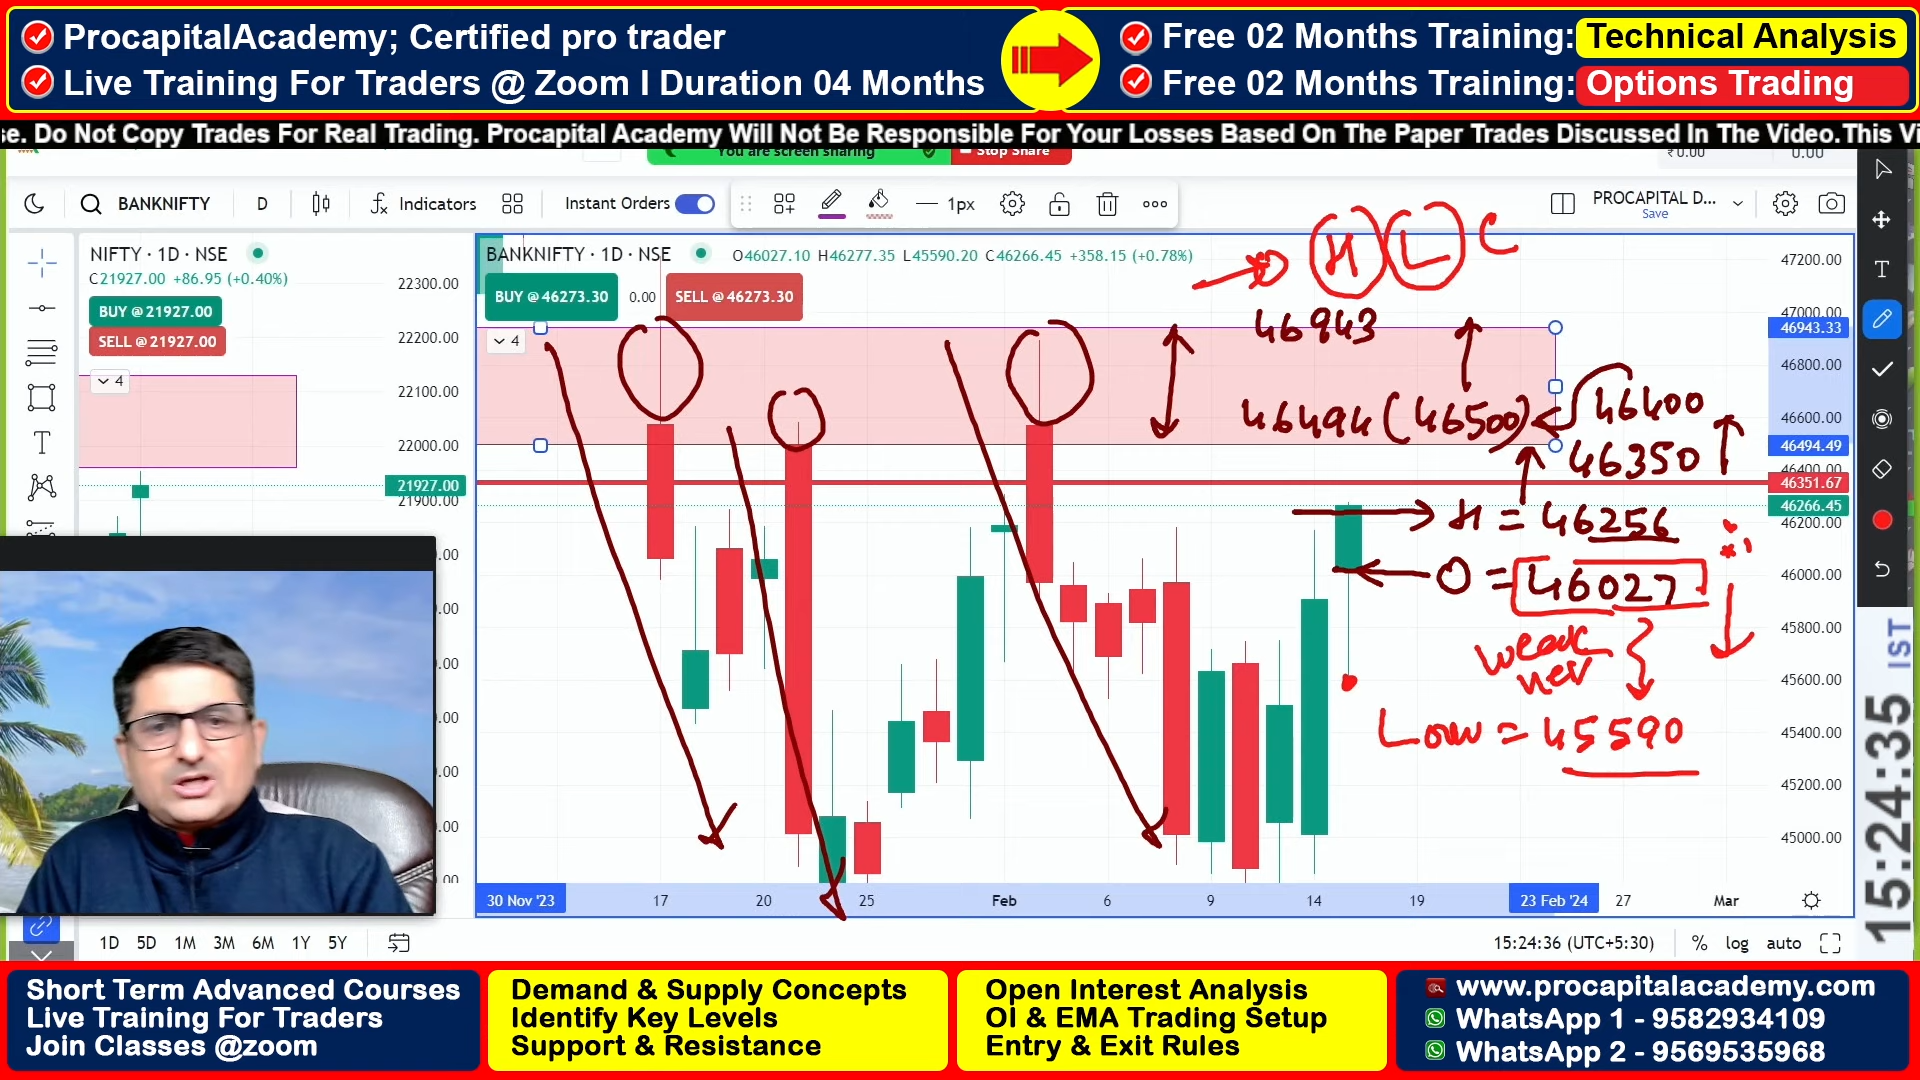 ProcapitalAcademy; Certified pro trader
Live Training For Traders @ Zoom I Duration 04 Months
Free 02 Months Training: Technical Analysis
Free 02 Months Training: Options Trading
se. Do Not Copy Trades For Real Trading. Procapital Academy Will Not Be Responsible For Your Losses Based On The Paper Trades Discussed In The Video.This Vi
You are screen sharing Stop Share
₹0.00 0.00
BANKNIFTY D Indicators Instant Orders 1px PROCAPITAL D...
Save
NIFTY · 1D · NSE
C21927.00 +86.95 (+0.40%)
BUY @ 21927.00
SELL @ 21927.00
4
22300.00
22200.00
22100.00
22000.00
21927.00
21900.00
BANKNIFTY · 1D · NSE O46027.10 H46277.35 L45590.20 C46266.45 +358.15 (+0.78%)
BUY @ 46273.30 0.00 SELL @ 46273.30
4
H L C
46943
46494 (46500) 46400
46350
H = 46256
O = 46027
weak
Low = 45590
47200.00
47000.00
46943.33
46800.00
46600.00
46494.49
46400.00
46351.67
46266.45
46200.00
46000.00
45800.00
45600.00
45400.00
45200.00
45000.00
30 Nov '23 17 20 25 Feb 6 9 14 19 23 Feb '24 27 Mar
1D 5D 1M 3M 6M 1Y 5Y
15:24:36 (UTC+5:30) % log auto
15:24:35 IST
Short Term Advanced Courses
Live Training For Traders
Join Classes @zoom
Demand & Supply Concepts
Identify Key Levels
Support & Resistance
Open Interest Analysis
OI & EMA Trading Setup
Entry & Exit Rules
www.procapitalacademy.com
WhatsApp 1 - 9582934109
WhatsApp 2 - 9569535968